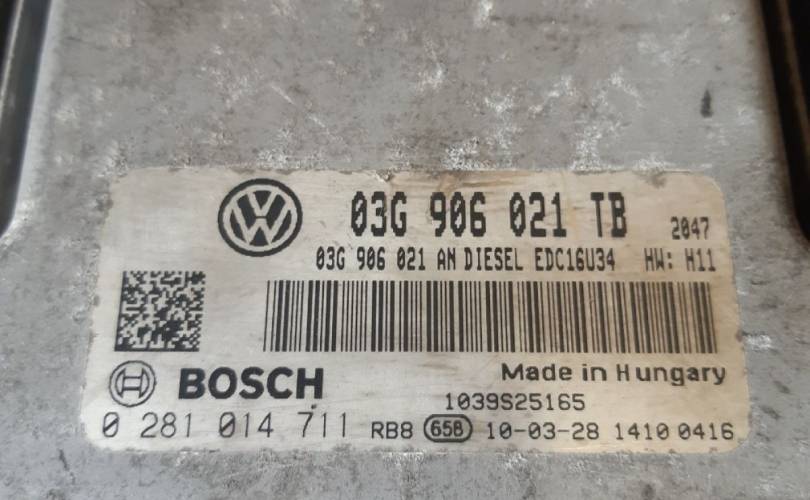 03G 906 021 TB 2047
03G 906 021 AN DIESEL EDC16U34 HW: H11
Made in Hungary
BOSCH
1039S25165
0 281 014 711 RB8 658 10-03-28 1410 0416